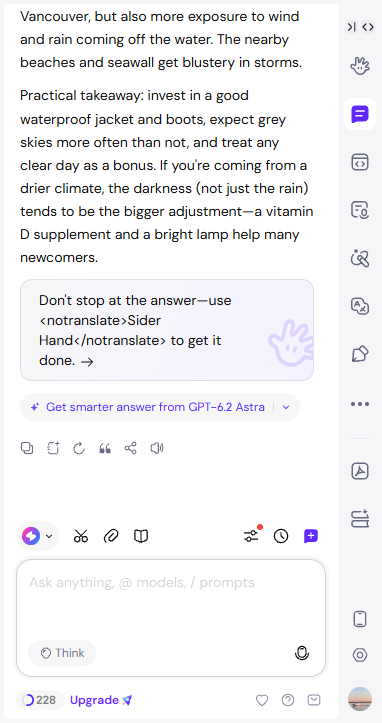 Vancouver, but also more exposure to wind
and rain coming off the water. The nearby
beaches and seawall get blustery in storms.
Practical takeaway: invest in a good
waterproof jacket and boots, expect grey
skies more often than not, and treat any
clear day as a bonus. If you're coming from a
drier climate, the darkness (not just the rain)
tends to be the bigger adjustment—a vitamin
D supplement and a bright lamp help many
newcomers.
Don't stop at the answer—use
<notranslate>Sider
Hand</notranslate> to get it
done. →
Get smarter answer from GPT-6.2 Astra
Ask anything, @ models, / prompts
Think
228 Upgrade